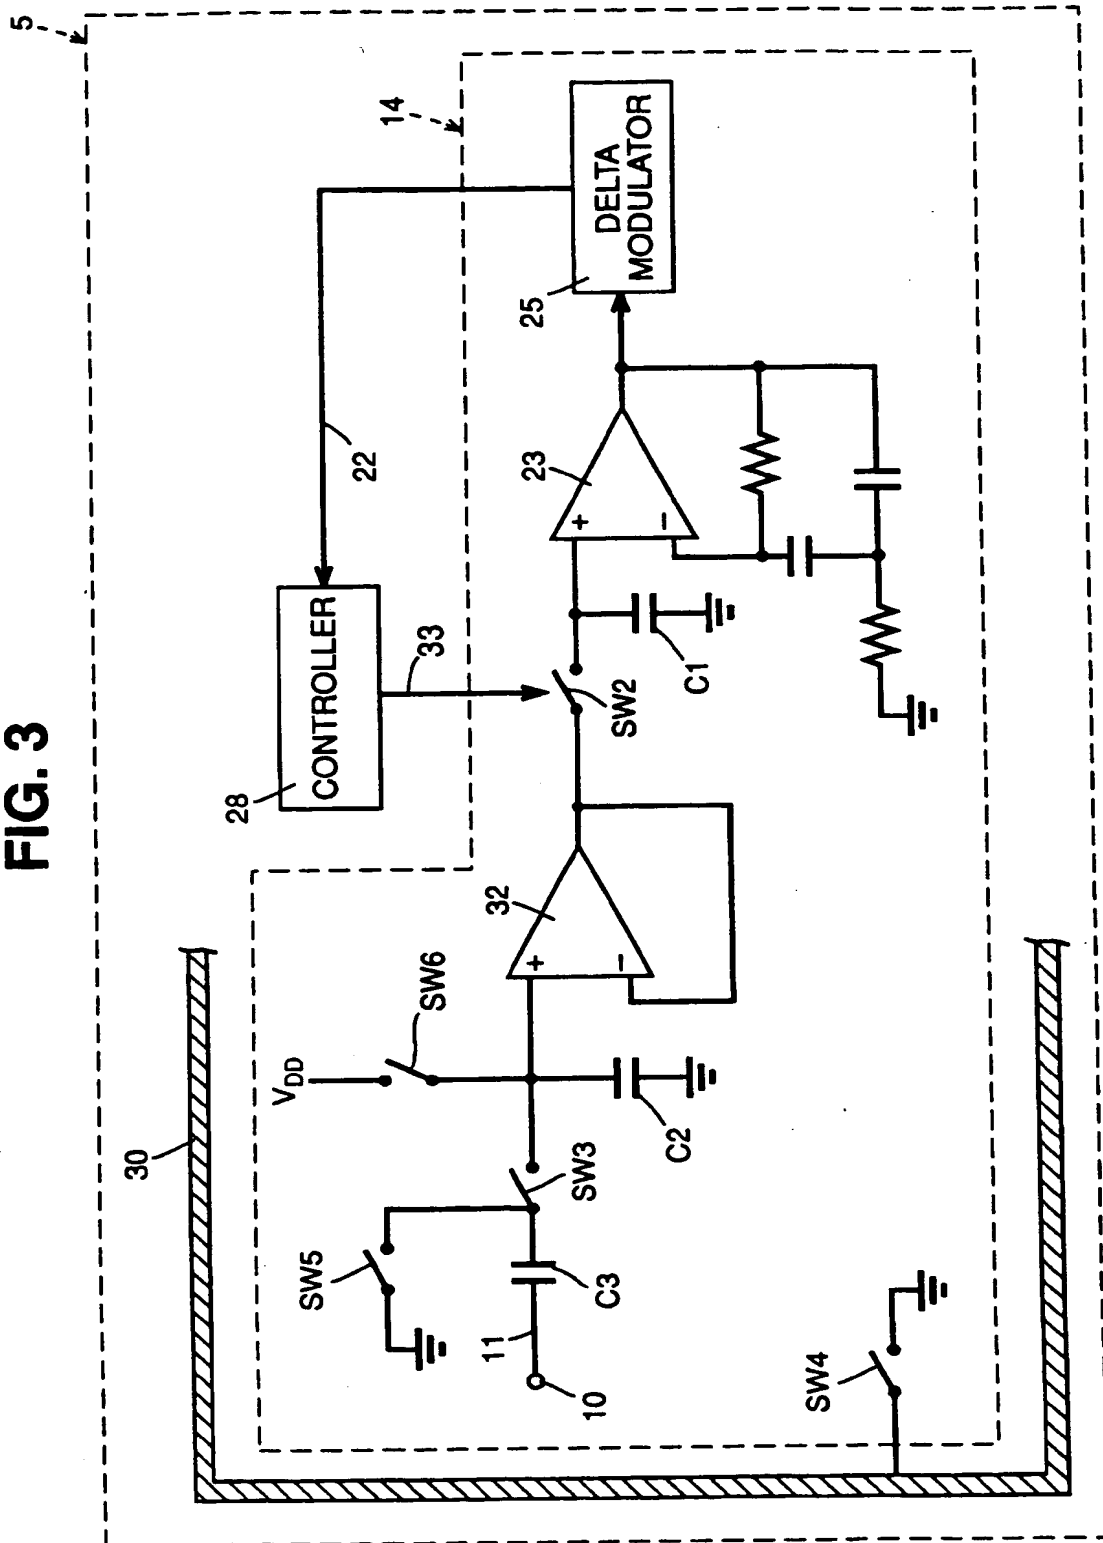 FIG. 3
5
14
30
28
CONTROLLER
22
33
DELTA
MODULATOR
25
23
+
−
32
+
−
VDD
SW6
SW5
SW3
SW2
C1
C2
C3
11
10
SW4